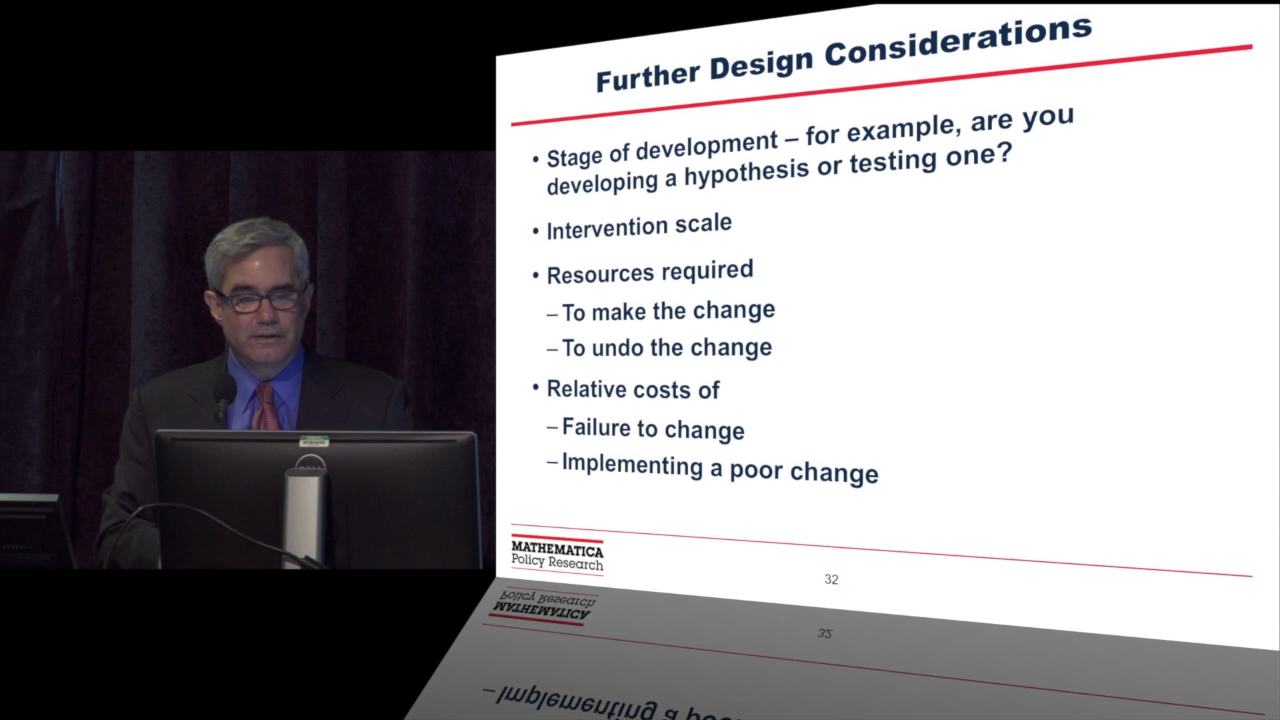 Further Design Considerations
• Stage of development – for example, are you
developing a hypothesis or testing one?
• Intervention scale
• Resources required
– To make the change
– To undo the change
• Relative costs of
– Failure to change
– Implementing a poor change
MATHEMATICA
Policy Research
32